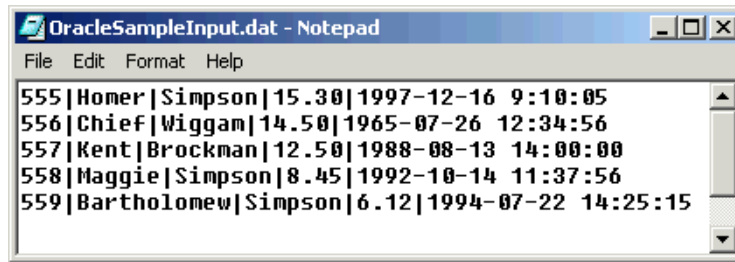 OracleSampleInput.dat - Notepad
File Edit Format Help
555|Homer|Simpson|15.30|1997-12-16 9:10:05
556|Chief|Wiggam|14.50|1965-07-26 12:34:56
557|Kent|Brockman|12.50|1988-08-13 14:00:00
558|Maggie|Simpson|8.45|1992-10-14 11:37:56
559|Bartholomew|Simpson|6.12|1994-07-22 14:25:15